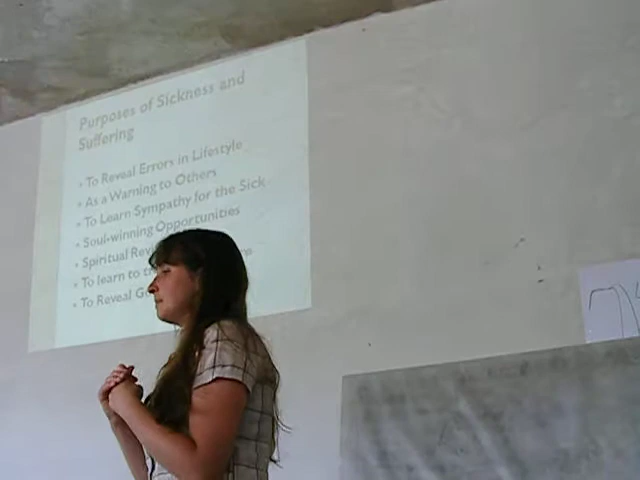 Purposes of Sickness and
Suffering
• To Reveal Errors in Lifestyle
• As a Warning to Others
• To Learn Sympathy for the Sick
• Soul-winning Opportunities
• Spiritual
• To learn to
• To Reveal